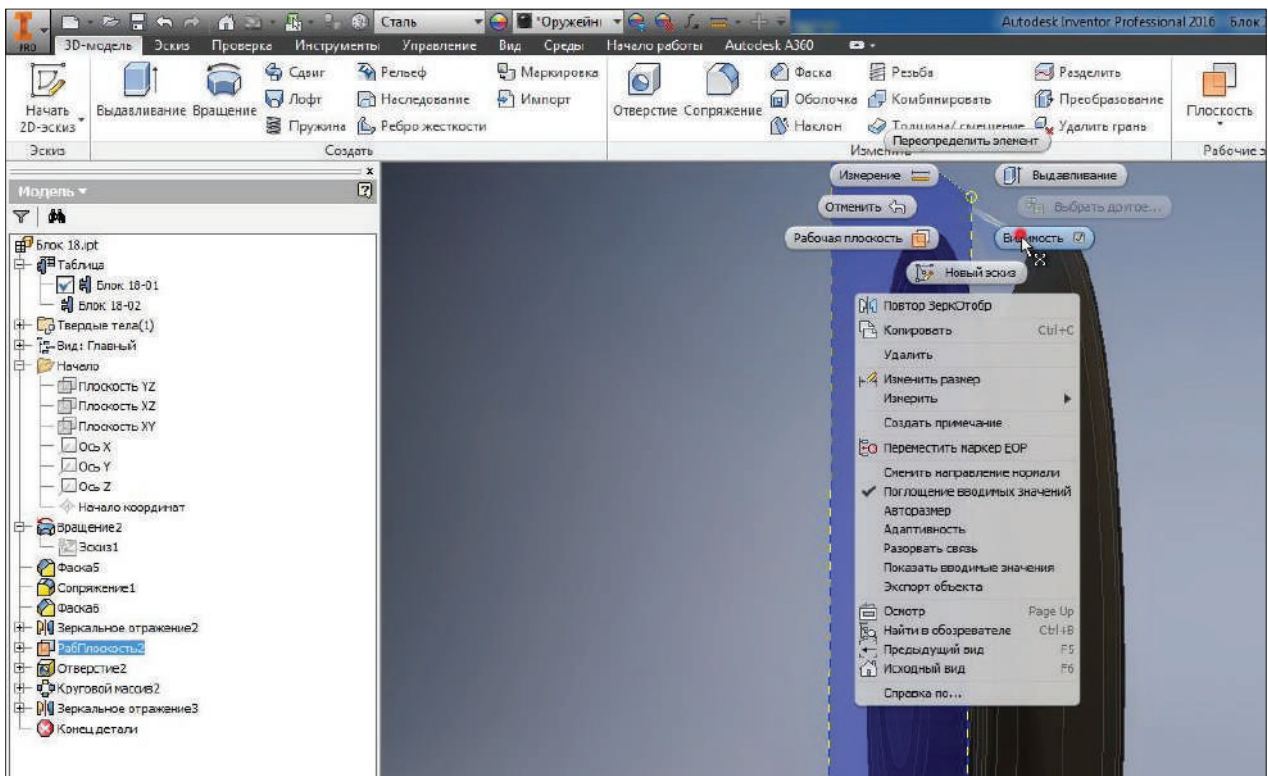 Сталь
"Оружейн
Autodesk Inventor Professional 2016 Блок
PRO
3D-модель Эскиз Проверка Инструменты Управление Вид Среды Начало работы Autodesk A360
Начать 2D-эскиз
Выдавливание Вращение
Сдвиг Рельеф Маркировка
Лофт Наследование Импорт
Пружина Ребро жесткости
Отверстие Сопряжение
Фаска Резьба Разделить
Оболочка Комбинировать Преобразование
Наклон Толщина/ смещение Удалить грань
Плоскость
Эскиз Создать Изменить Рабочие э
Переопределить элемент
Модель
Измерение Выдавливание
Отменить Выбрать другое...
Рабочая плоскость Видимость
Новый эскиз
Блок 18.ipt
Таблица
Блок 18-01
Блок 18-02
Твердые тела(1)
Вид: Главный
Начало
Плоскость YZ
Плоскость XZ
Плоскость XY
Ось X
Ось Y
Ось Z
Начало координат
Вращение2
Эскиз1
Фаска5
Сопряжение1
Фаска6
Зеркальное отражение2
РабПлоскость2
Отверстие2
Круговой массив2
Зеркальное отражение3
Конец детали
Повтор ЗеркОтобр
Копировать Ctrl+C
Удалить
Изменить размер
Измерить
Создать примечание
Переместить маркер EOP
Сменить направление нормали
Поглощение вводимых значений
Авторазмер
Адаптивность
Разорвать связь
Показать вводимые значения
Экспорт объекта
Осмотр Page Up
Найти в обозревателе Ctrl+B
Предыдущий вид F5
Исходный вид F6
Справка по...